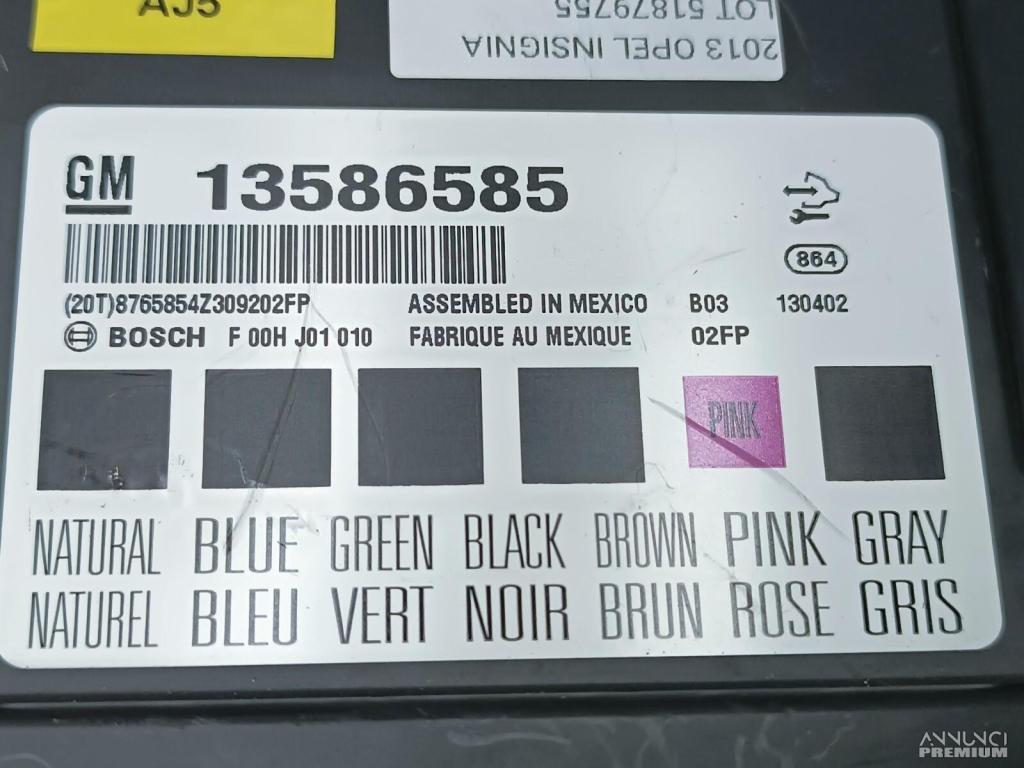 AJ5
2013 OPEL INSIGNIA
LOT 51879755
GM 13586585
864
(20T)8765854Z309202FP ASSEMBLED IN MEXICO B03 130402
BOSCH F 00H J01 010 FABRIQUE AU MEXIQUE 02FP
PINK
NATURAL BLUE GREEN BLACK BROWN PINK GRAY
NATUREL BLEU VERT NOIR BRUN ROSE GRIS
ANNUNCI
PREMIUM